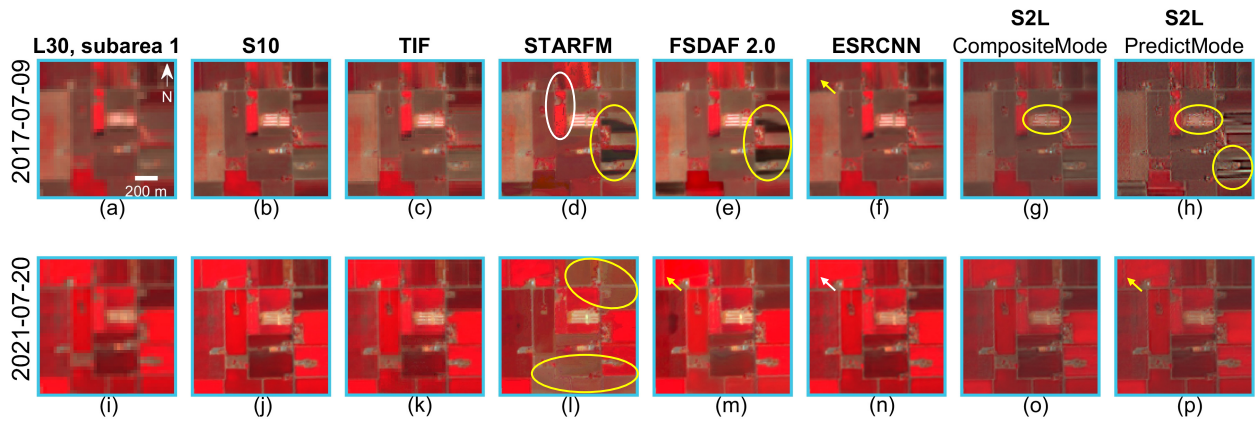 S2L S2L
L30, subarea 1 S10 TIF STARFM FSDAF 2.0 ESRCNN CompositeMode PredictMode
2017-07-09
N
200 m
(a) (b) (c) (d) (e) (f) (g) (h)
2021-07-20
(i) (j) (k) (l) (m) (n) (o) (p)